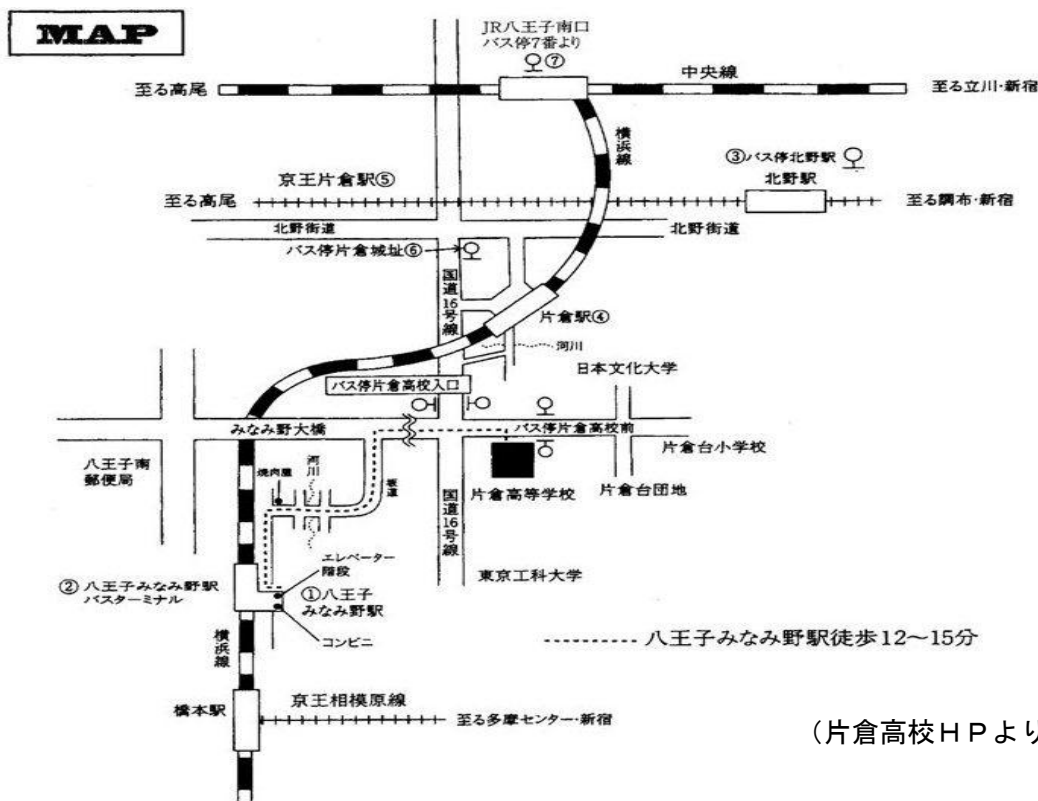 MAP
JR八王子南口
バス停7番より
⑦
中央線
至る高尾
至る立川・新宿
横浜線
③バス停北野駅
北野駅
京王片倉駅⑤
至る高尾
至る調布・新宿
北野街道
北野街道
バス停片倉城址⑥
国道16号線
片倉駅④
河川
日本文化大学
バス停片倉高校入口
みなみ野大橋
バス停片倉高校前
片倉台小学校
八王子南
郵便局
焼肉屋
河川
坂道
国道16号線
片倉高等学校
片倉台団地
エレベーター
階段
東京工科大学
②八王子みなみ野駅
バスターミナル
①八王子
みなみ野駅
コンビニ
横浜線
八王子みなみ野駅徒歩12〜15分
橋本駅
京王相模原線
至る多摩センター・新宿
(片倉高校HPより